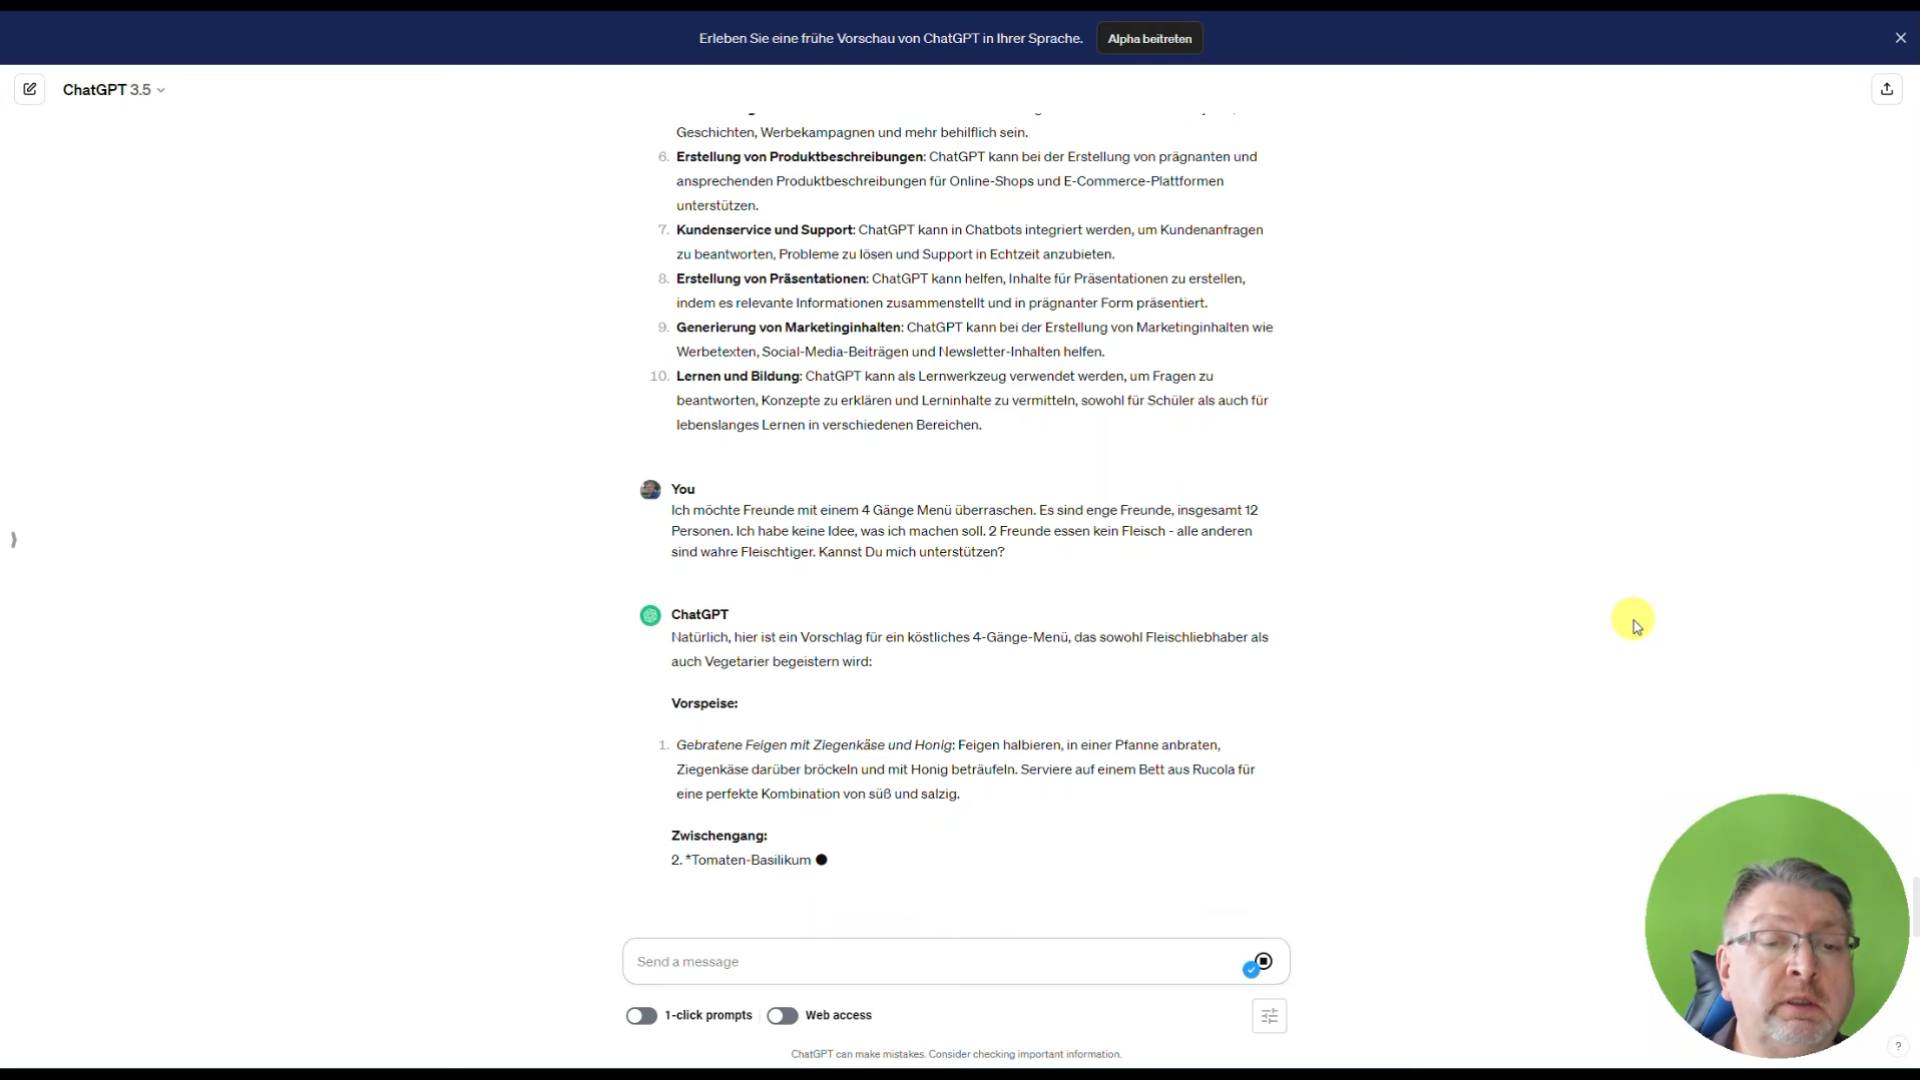 Erleben Sie eine frühe Vorschau von ChatGPT in Ihrer Sprache. Alpha beitreten
ChatGPT 3.5
Geschichten, Werbekampagnen und mehr behilflich sein.
6. Erstellung von Produktbeschreibungen: ChatGPT kann bei der Erstellung von prägnanten und
ansprechenden Produktbeschreibungen für Online-Shops und E-Commerce-Plattformen
unterstützen.
7. Kundenservice und Support: ChatGPT kann in Chatbots integriert werden, um Kundenanfragen
zu beantworten, Probleme zu lösen und Support in Echtzeit anzubieten.
8. Erstellung von Präsentationen: ChatGPT kann helfen, Inhalte für Präsentationen zu erstellen,
indem es relevante Informationen zusammenstellt und in prägnanter Form präsentiert.
9. Generierung von Marketinginhalten: ChatGPT kann bei der Erstellung von Marketinginhalten wie
Werbetexten, Social-Media-Beiträgen und Newsletter-Inhalten helfen.
10. Lernen und Bildung: ChatGPT kann als Lernwerkzeug verwendet werden, um Fragen zu
beantworten, Konzepte zu erklären und Lerninhalte zu vermitteln, sowohl für Schüler als auch für
lebenslanges Lernen in verschiedenen Bereichen.
You
Ich möchte Freunde mit einem 4 Gänge Menü überraschen. Es sind enge Freunde, insgesamt 12
Personen. Ich habe keine Idee, was ich machen soll. 2 Freunde essen kein Fleisch - alle anderen
sind wahre Fleischtiger. Kannst Du mich unterstützen?
ChatGPT
Natürlich, hier ist ein Vorschlag für ein köstliches 4-Gänge-Menü, das sowohl Fleischliebhaber als
auch Vegetarier begeistern wird:
Vorspeise:
1. Gebratene Feigen mit Ziegenkäse und Honig: Feigen halbieren, in einer Pfanne anbraten,
Ziegenkäse darüber bröckeln und mit Honig beträufeln. Serviere auf einem Bett aus Rucola für
eine perfekte Kombination von süß und salzig.
Zwischengang:
2. *Tomaten-Basilikum
Send a message
1-click prompts Web access
ChatGPT can make mistakes. Consider checking important information.
?